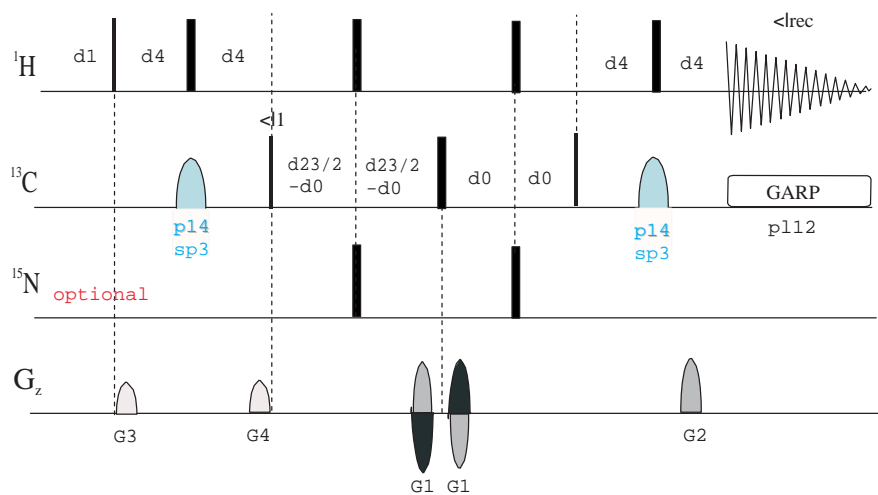 <lrec
1H
d1
d4
d4
d4
d4
<l1
13C
d23/2
-d0
d23/2
-d0
d0
d0
GARP
p14
sp3
p14
sp3
pl12
15N
optional
Gz
G3
G4
G1
G1
G2